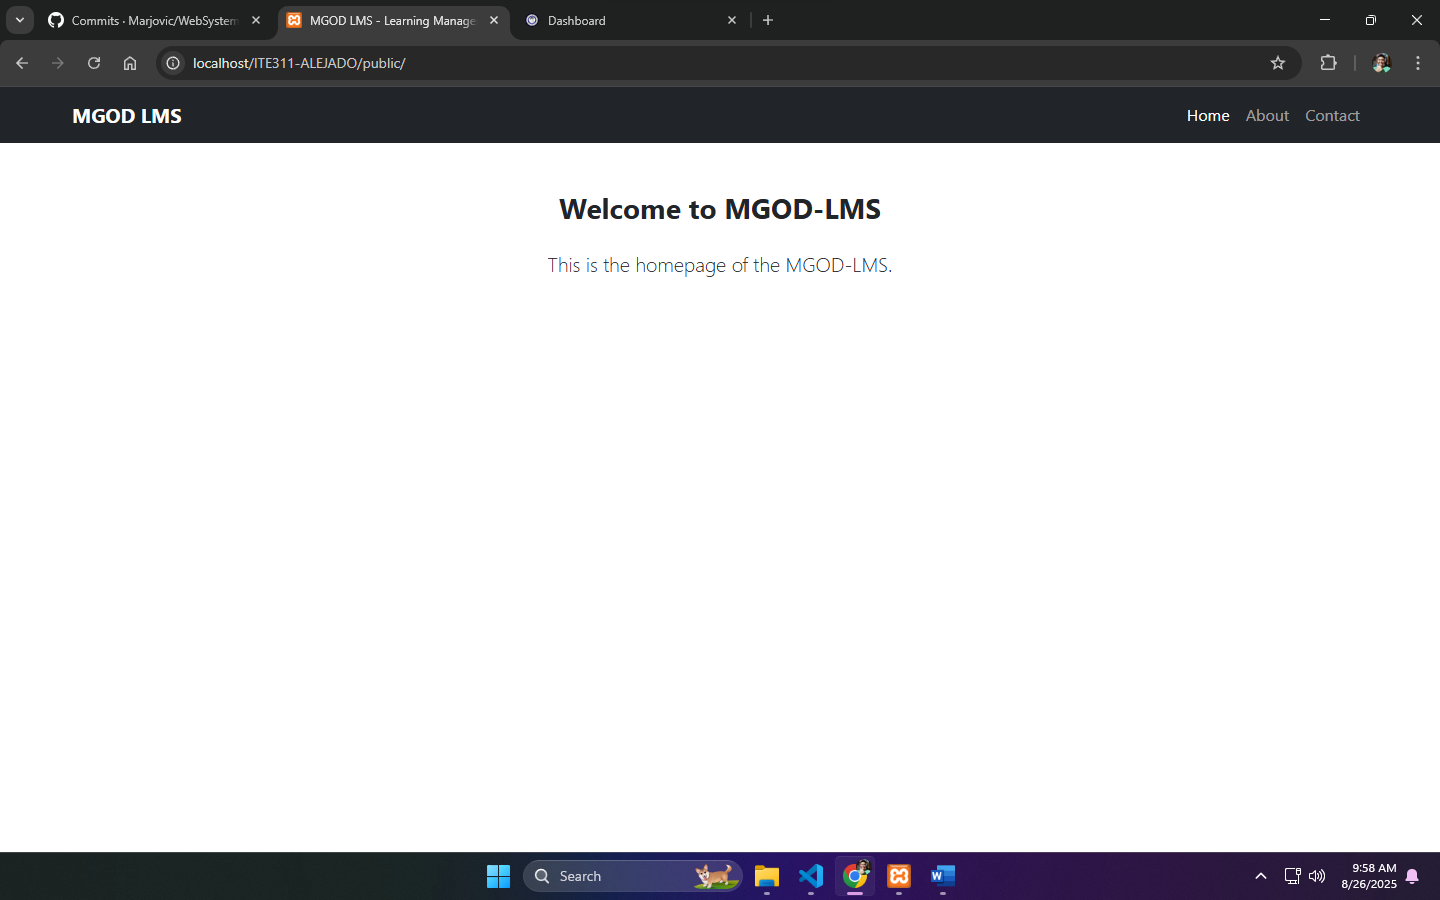 Commits · Marjovic/WebSystem
MGOD LMS - Learning Manage
Dashboard
localhost/ITE311-ALEJADO/public/
MGOD LMS
Home
About
Contact
Welcome to MGOD-LMS
This is the homepage of the MGOD-LMS.
Search
9:58 AM
8/26/2025